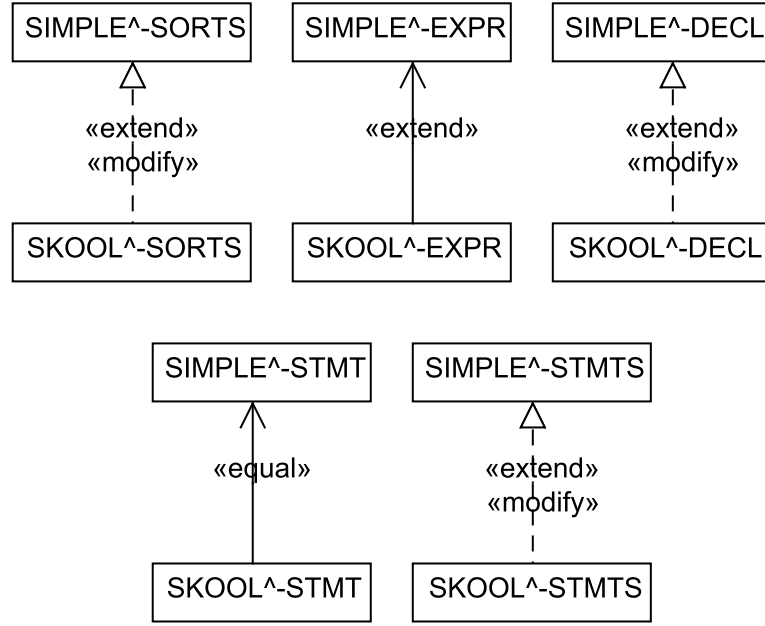 SIMPLE^-SORTS
SIMPLE^-EXPR
SIMPLE^-DECL
«extend»
«modify»
«extend»
«extend»
«modify»
SKOOL^-SORTS
SKOOL^-EXPR
SKOOL^-DECL
SIMPLE^-STMT
SIMPLE^-STMTS
«equal»
«extend»
«modify»
SKOOL^-STMT
SKOOL^-STMTS